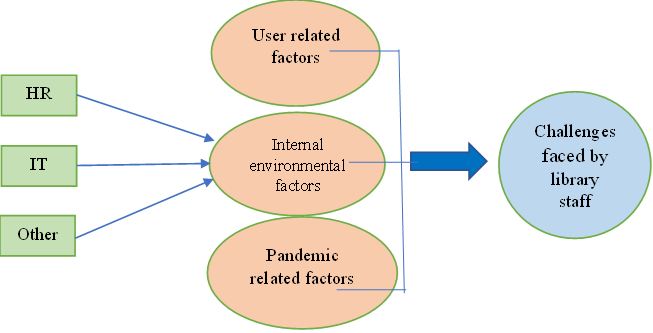 HR
IT
Other
User related
factors
Internal
environmental
factors
Pandemic
related factors
Challenges
faced by
library
staff